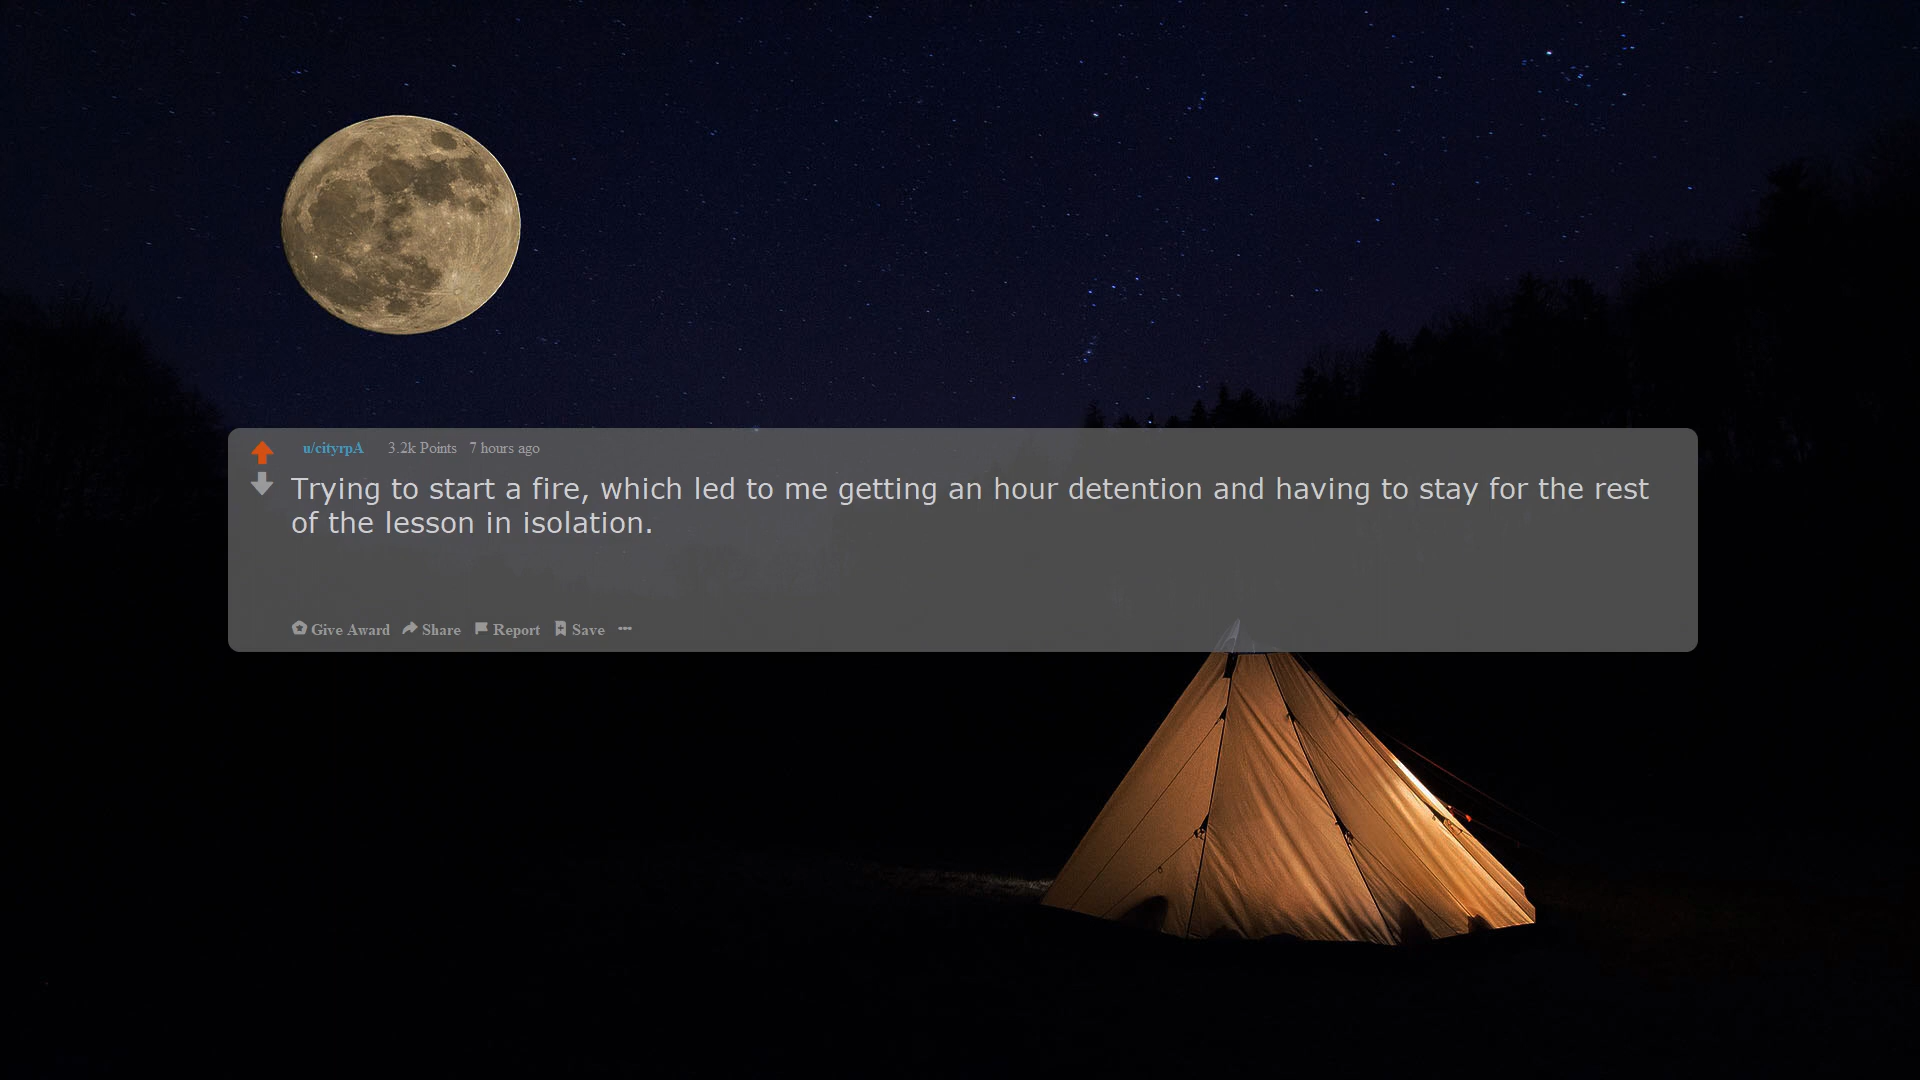 u/cityrpA 3.2k Points 7 hours ago
Trying to start a fire, which led to me getting an hour detention and having to stay for the rest
of the lesson in isolation.
Give Award Share Report Save